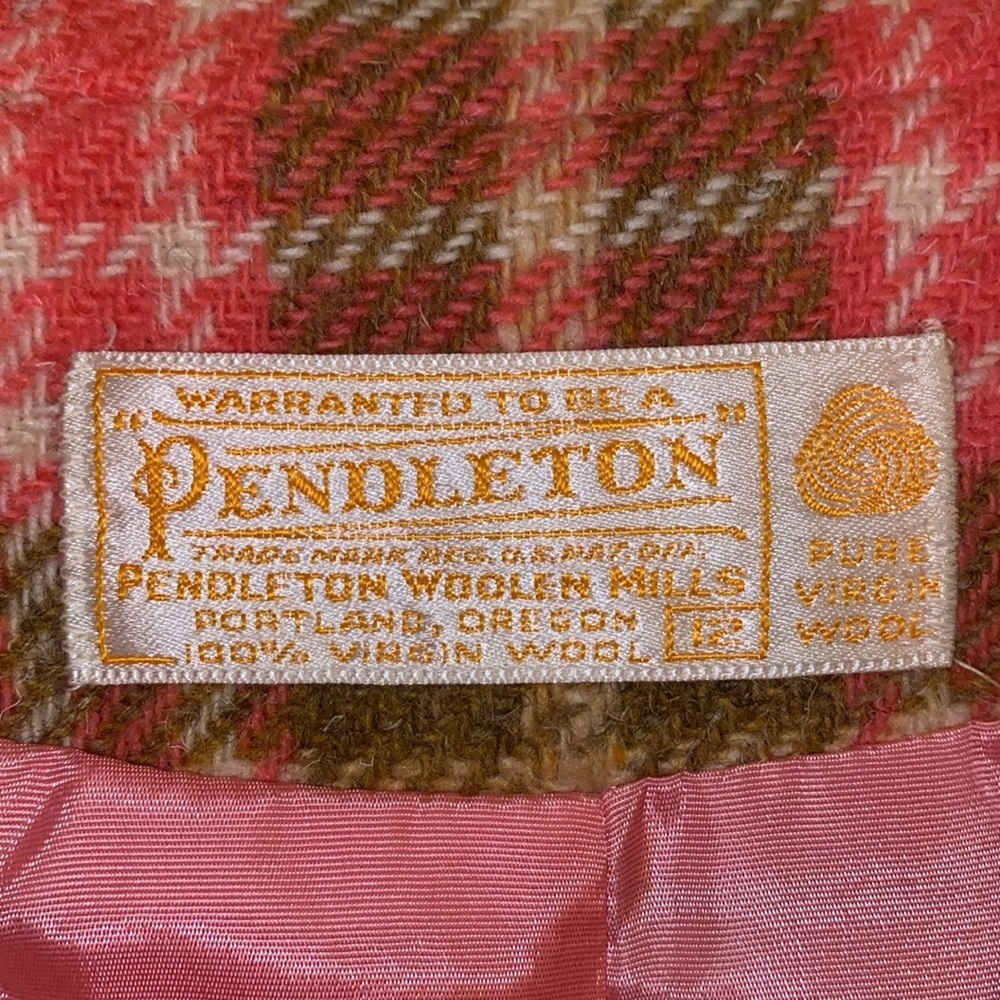 WARRANTED TO BE A
"PENDLETON"
TRADE MARK REG. U.S. PAT. OFF.
PENDLETON WOOLEN MILLS
PORTLAND, OREGON
100% VIRGIN WOOL
12
PURE
VIRGIN
WOOL